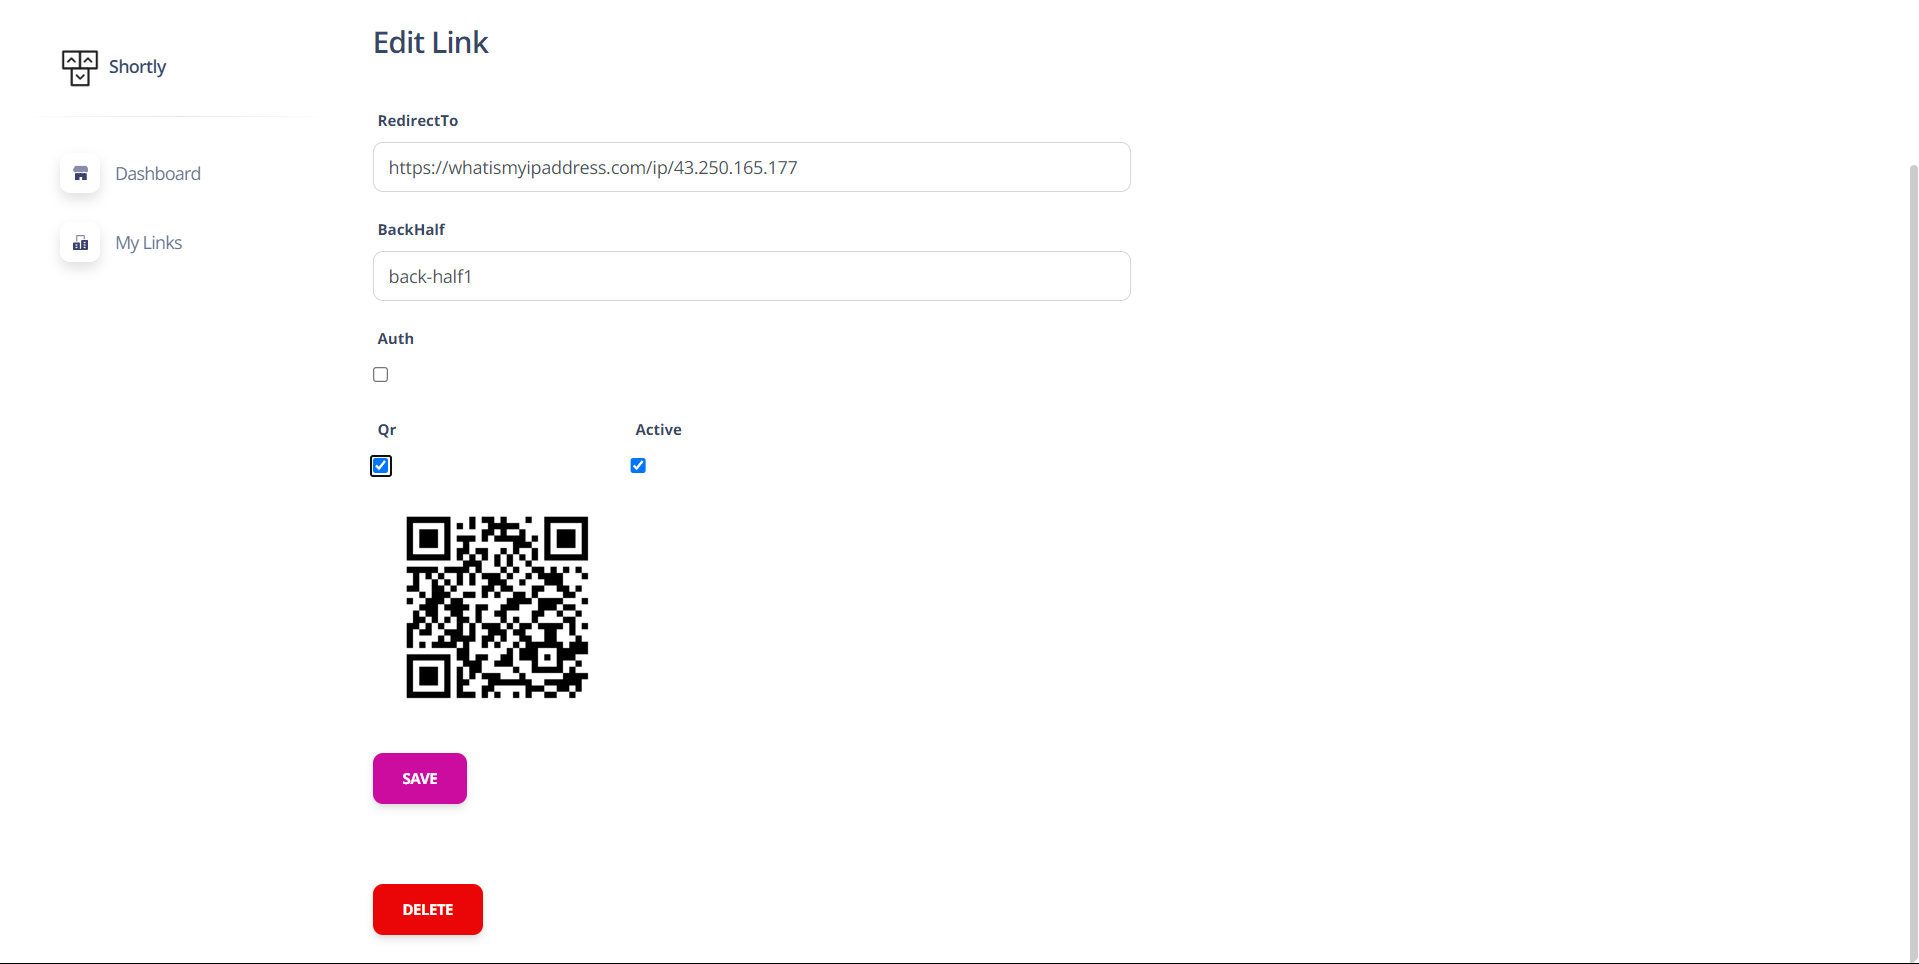 Shortly
Dashboard
My Links
Edit Link
RedirectTo
https://whatismyipaddress.com/ip/43.250.165.177
BackHalf
back-half1
Auth
Qr
Active
SAVE
DELETE